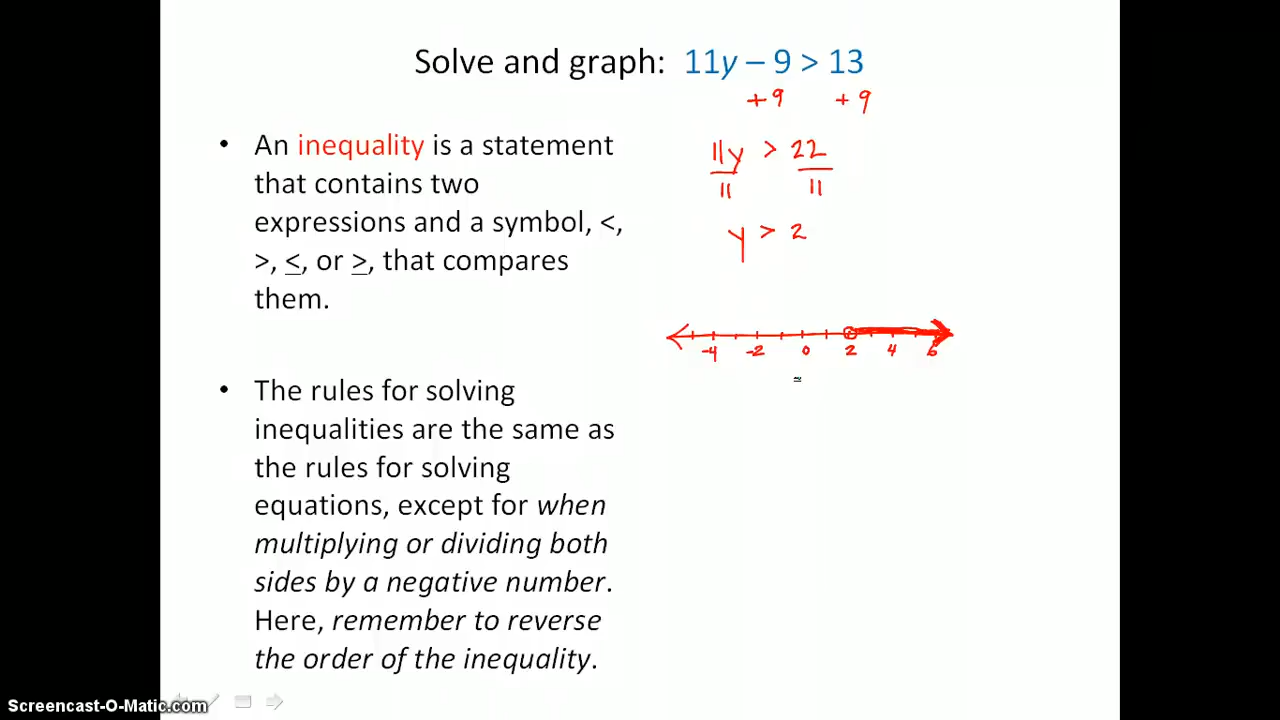 Solve and graph: 11y – 9 > 13
+9 +9
• An inequality is a statement
that contains two
expressions and a symbol, <,
>, <, or >, that compares
them.
11y > 22
11 11
y > 2
-4 -2 0 2 4 6
=
• The rules for solving
inequalities are the same as
the rules for solving
equations, except for when
multiplying or dividing both
sides by a negative number.
Here, remember to reverse
the order of the inequality.
Screencast-O-Matic.com